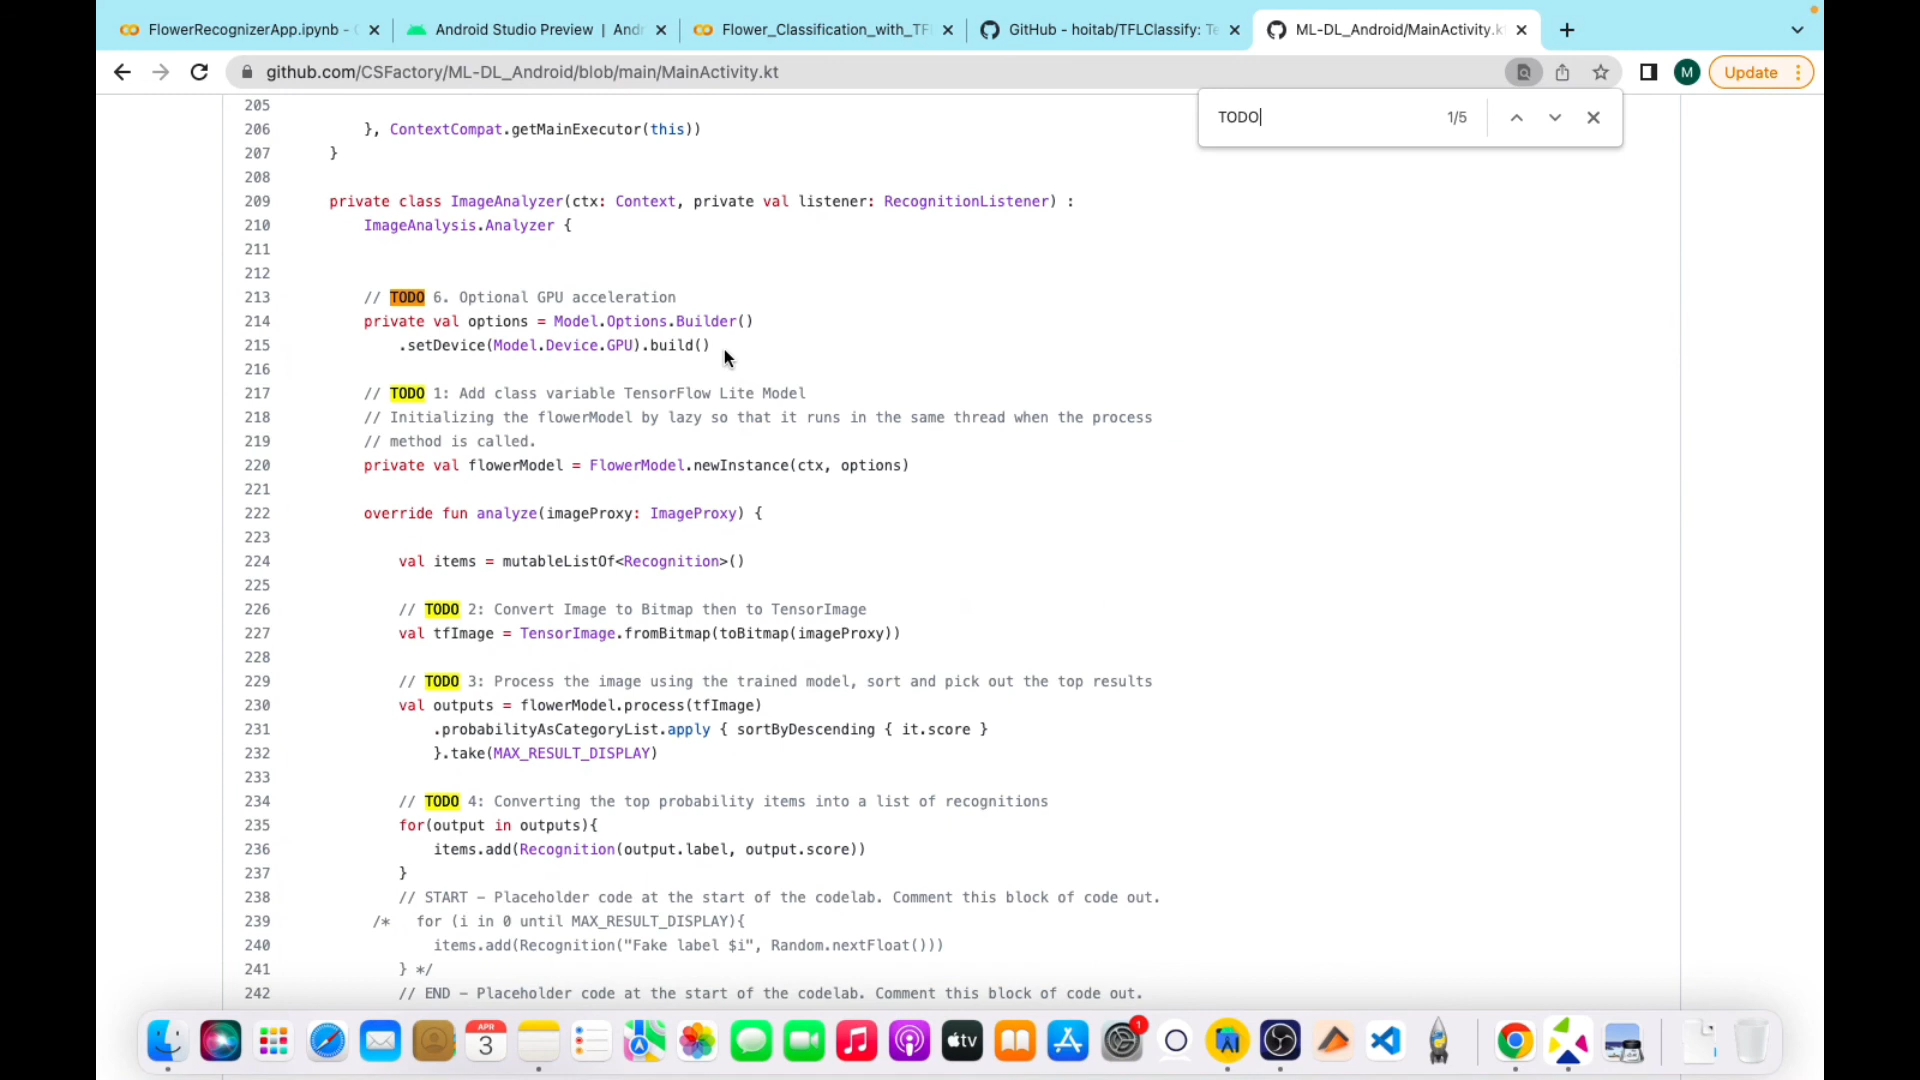 FlowerRecognizerApp.ipynb -
Android Studio Preview | And
Flower_Classification_with_TF
GitHub - hoitab/TFLClassify: Te
ML-DL_Android/MainActivity.k
github.com/CSFactory/ML-DL_Android/blob/main/MainActivity.kt
M
Update
TODO
1/5
205
206 }, ContextCompat.getMainExecutor(this))
207 }
208
209 private class ImageAnalyzer(ctx: Context, private val listener: RecognitionListener) :
210 ImageAnalysis.Analyzer {
211
212
213 // TODO 6. Optional GPU acceleration
214 private val options = Model.Options.Builder()
215 .setDevice(Model.Device.GPU).build()
216
217 // TODO 1: Add class variable TensorFlow Lite Model
218 // Initializing the flowerModel by lazy so that it runs in the same thread when the process
219 // method is called.
220 private val flowerModel = FlowerModel.newInstance(ctx, options)
221
222 override fun analyze(imageProxy: ImageProxy) {
223
224 val items = mutableListOf<Recognition>()
225
226 // TODO 2: Convert Image to Bitmap then to TensorImage
227 val tfImage = TensorImage.fromBitmap(toBitmap(imageProxy))
228
229 // TODO 3: Process the image using the trained model, sort and pick out the top results
230 val outputs = flowerModel.process(tfImage)
231 .probabilityAsCategoryList.apply { sortByDescending { it.score }
232 }.take(MAX_RESULT_DISPLAY)
233
234 // TODO 4: Converting the top probability items into a list of recognitions
235 for(output in outputs){
236 items.add(Recognition(output.label, output.score))
237 }
238 // START – Placeholder code at the start of the codelab. Comment this block of code out.
239 /* for (i in 0 until MAX_RESULT_DISPLAY){
240 items.add(Recognition("Fake label $i", Random.nextFloat()))
241 } */
242 // END – Placeholder code at the start of the codelab. Comment this block of code out.
APR
3
tv
1